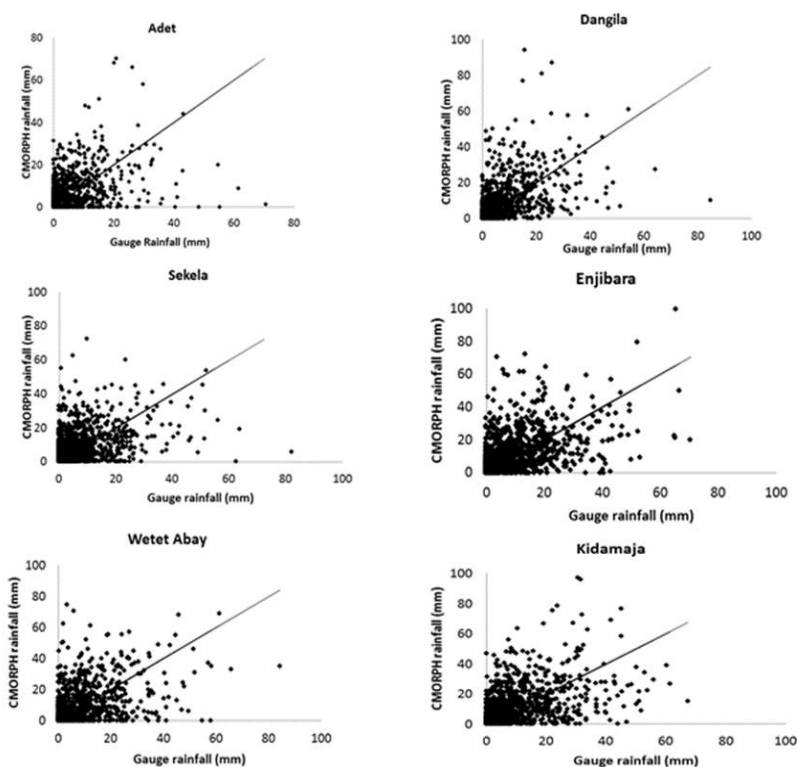 Adet
80
60
40
20
0
CMORPH rainfall (mm)
0 20 40 60 80
Gauge Rainfall (mm)
Dangila
100
80
60
40
20
0
CMORPH rainfall (mm)
0 20 40 60 80 100
Gauge rainfall (mm)
Sekela
100
80
60
40
20
0
CMORPH rainfall (mm)
0 20 40 60 80 100
Gauge rainfall (mm)
Enjibara
100
80
60
40
20
0
CMORPH rainfall (mm)
0 20 40 60 80 100
Gauge rainfall (mm)
Wetet Abay
100
80
60
40
20
0
CMORPH rainfall (mm)
0 20 40 60 80 100
Gauge rainfall (mm)
Kidamaja
100
80
60
40
20
0
CMORPH rainfall (mm)
0 20 40 60 80 100
Gauge rainfall (mm)